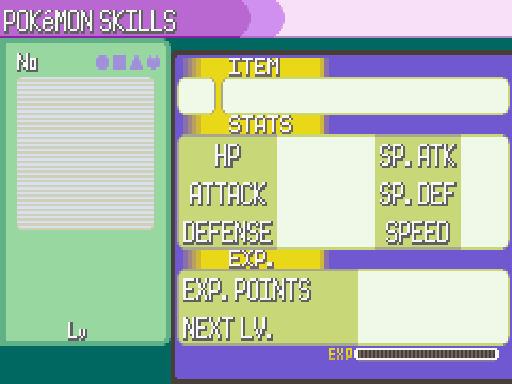 POKéMON SKILLS
No
ITEM
STATS
HP
SP. ATK
ATTACK
SP. DEF
DEFENSE
SPEED
EXP.
EXP. POINTS
NEXT LV.
Lv
EXP